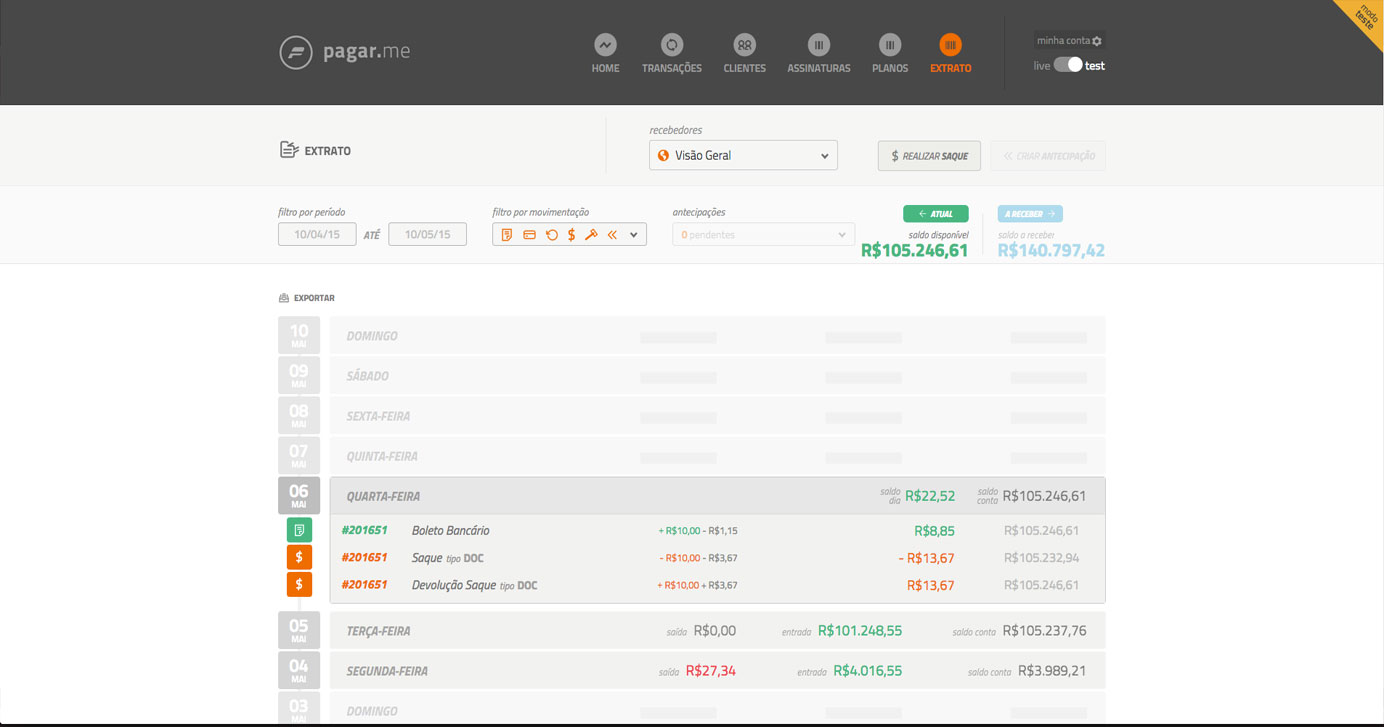 modo teste
pagar.me
HOME TRANSAÇÕES CLIENTES ASSINATURAS PLANOS EXTRATO
minha conta
live test
EXTRATO
recebedores
Visão Geral
$ REALIZAR SAQUE
CRIAR ANTECIPAÇÃO
filtro por período
10/04/15 ATÉ 10/05/15
filtro por movimentação
antecipações
0 pendentes
← ATUAL
saldo disponível
R$105.246,61
A RECEBER →
saldo a receber
R$140.797,42
EXPORTAR
10 MAI DOMINGO
09 MAI SÁBADO
08 MAI SEXTA-FEIRA
07 MAI QUINTA-FEIRA
06 MAI QUARTA-FEIRA saldo dia R$22,52 saldo conta R$105.246,61
#201651 Boleto Bancário + R$10,00 - R$1,15 R$8,85 R$105.246,61
$ #201651 Saque tipo DOC - R$10,00 - R$3,67 - R$13,67 R$105.232,94
$ #201651 Devolução Saque tipo DOC + R$10,00 + R$3,67 R$13,67 R$105.246,61
05 MAI TERÇA-FEIRA saída R$0,00 entrada R$101.248,55 saldo conta R$105.237,76
04 MAI SEGUNDA-FEIRA saída R$27,34 entrada R$4.016,55 saldo conta R$3.989,21
03 MAI DOMINGO